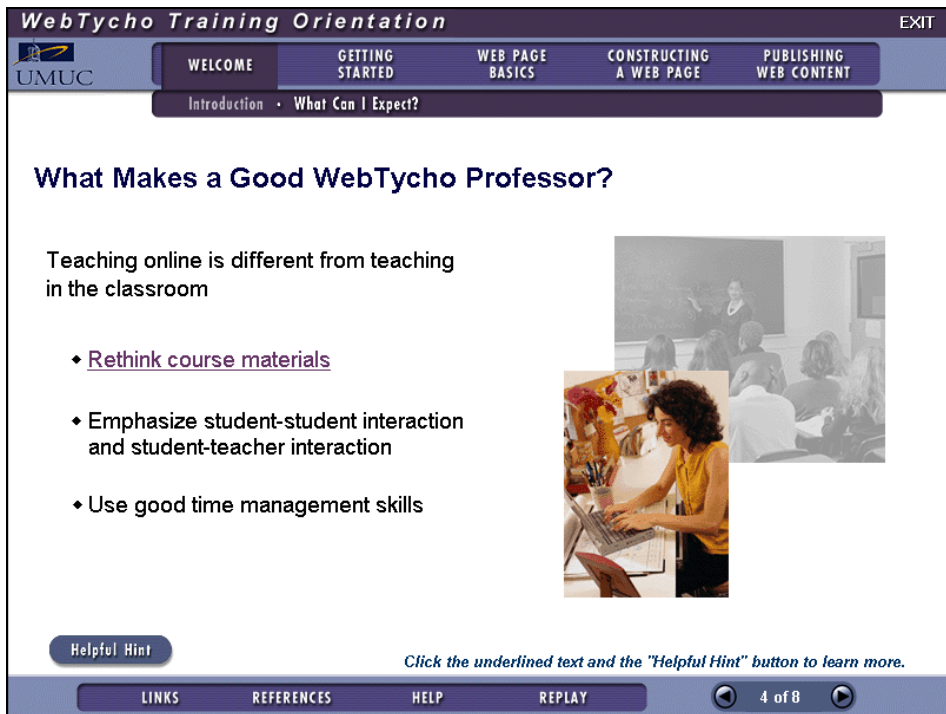 WebTycho Training Orientation
EXIT
UMUC
WELCOME
GETTING
STARTED
WEB PAGE
BASICS
CONSTRUCTING
A WEB PAGE
PUBLISHING
WEB CONTENT
Introduction • What Can I Expect?
What Makes a Good WebTycho Professor?
Teaching online is different from teaching
in the classroom
◆ Rethink course materials
◆ Emphasize student-student interaction
and student-teacher interaction
◆ Use good time management skills
Helpful Hint
Click the underlined text and the "Helpful Hint" button to learn more.
LINKS
REFERENCES
HELP
REPLAY
4 of 8